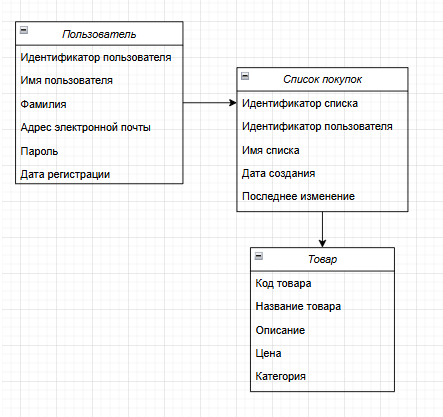 Пользователь
Идентификатор пользователя
Имя пользователя
Фамилия
Адрес электронной почты
Пароль
Дата регистрации
Список покупок
Идентификатор списка
Идентификатор пользователя
Имя списка
Дата создания
Последнее изменение
Товар
Код товара
Название товара
Описание
Цена
Категория